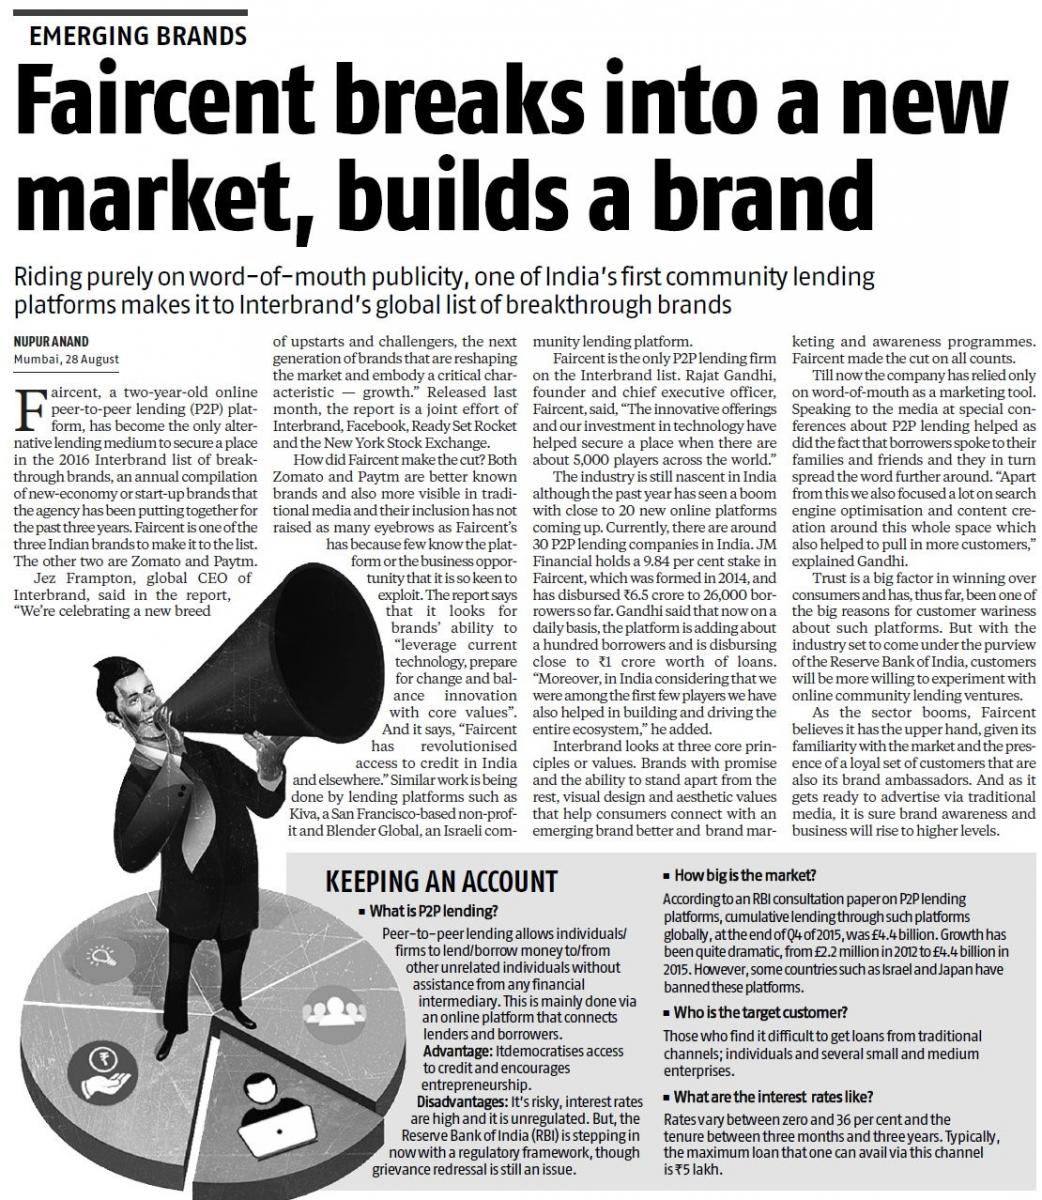 EMERGING BRANDS
Faircent breaks into a new
market, builds a brand
Riding purely on word-of-mouth publicity, one of India's first community lending
platforms makes it to Interbrand's global list of breakthrough brands
NUPUR ANAND
Mumbai, 28 August
Faircent, a two-year-old online
peer-to-peer lending (P2P) plat-
form, has become the only alter-
native lending medium to secure a place
in the 2016 Interbrand list of break-
through brands, an annual compilation
of new-economy or start-up brands that
the agency has been putting together for
the past three years. Faircent is one of the
three Indian brands to make it to the list.
The other two are Zomato and Paytm.
Jez Frampton, global CEO of
Interbrand, said in the report,
“We're celebrating a new breed
of upstarts and challengers, the next
generation of brands that are reshaping
the market and embody a critical char-
acteristic — growth.” Released last
month, the report is a joint effort of
Interbrand, Facebook, Ready Set Rocket
and the New York Stock Exchange.
How did Faircent make the cut? Both
Zomato and Paytm are better known
brands and also more visible in tradi-
tional media and their inclusion has not
raised as many eyebrows as Faircent's
has because few know the plat-
form or the business oppor-
tunity that it is so keen to
exploit. The report says
that it looks for
brands' ability to
“leverage current
technology, prepare
for change and bal-
ance innovation
with core values”.
And it says, “Faircent
has revolutionised
access to credit in India
and elsewhere.” Similar work is being
done by lending platforms such as
Kiva, a San Francisco-based non-prof-
it and Blender Global, an Israeli com-
munity lending platform.
Faircent is the only P2P lending firm
on the Interbrand list. Rajat Gandhi,
founder and chief executive officer,
Faircent, said, “The innovative offerings
and our investment in technology have
helped secure a place when there are
about 5,000 players across the world.”
The industry is still nascent in India
although the past year has seen a boom
with close to 20 new online platforms
coming up. Currently, there are around
30 P2P lending companies in India. JM
Financial holds a 9.84 per cent stake in
Faircent, which was formed in 2014, and
has disbursed ₹6.5 crore to 26,000 bor-
rowers so far. Gandhi said that now on a
daily basis, the platform is adding about
a hundred borrowers and is disbursing
close to ₹1 crore worth of loans.
“Moreover, in India considering that we
were among the first few players we have
also helped in building and driving the
entire ecosystem,” he added.
Interbrand looks at three core prin-
ciples or values. Brands with promise
and the ability to stand apart from the
rest, visual design and aesthetic values
that help consumers connect with an
emerging brand better and brand mar-
keting and awareness programmes.
Faircent made the cut on all counts.
Till now the company has relied only
on word-of-mouth as a marketing tool.
Speaking to the media at special con-
ferences about P2P lending helped as
did the fact that borrowers spoke to their
families and friends and they in turn
spread the word further around. “Apart
from this we also focused a lot on search
engine optimisation and content cre-
ation around this whole space which
also helped to pull in more customers,”
explained Gandhi.
Trust is a big factor in winning over
consumers and has, thus far, been one of
the big reasons for customer wariness
about such platforms. But with the
industry set to come under the purview
of the Reserve Bank of India, customers
will be more willing to experiment with
online community lending ventures.
As the sector booms, Faircent
believes it has the upper hand, given its
familiarity with the market and the pres-
ence of a loyal set of customers that are
also its brand ambassadors. And as it
gets ready to advertise via traditional
media, it is sure brand awareness and
business will rise to higher levels.
KEEPING AN ACCOUNT
▪ What is P2P lending?
Peer-to-peer lending allows individuals/
firms to lend/borrow money to/from
other unrelated individuals without
assistance from any financial
intermediary. This is mainly done via
an online platform that connects
lenders and borrowers.
Advantage: Itdemocratises access
to credit and encourages
entrepreneurship.
Disadvantages: It's risky, interest rates
are high and it is unregulated. But, the
Reserve Bank of India (RBI) is stepping in
now with a regulatory framework, though
grievance redressal is still an issue.
▪ How big is the market?
According to an RBI consultation paper on P2P lending
platforms, cumulative lending through such platforms
globally, at the end of Q4 of 2015, was £4.4 billion. Growth has
been quite dramatic, from £2.2 million in 2012 to £4.4 billion in
2015. However, some countries such as Israel and Japan have
banned these platforms.
▪ Who is the target customer?
Those who find it difficult to get loans from traditional
channels; individuals and several small and medium
enterprises.
▪ What are the interest rates like?
Rates vary between zero and 36 per cent and the
tenure between three months and three years. Typically,
the maximum loan that one can avail via this channel
is ₹5 lakh.
₹